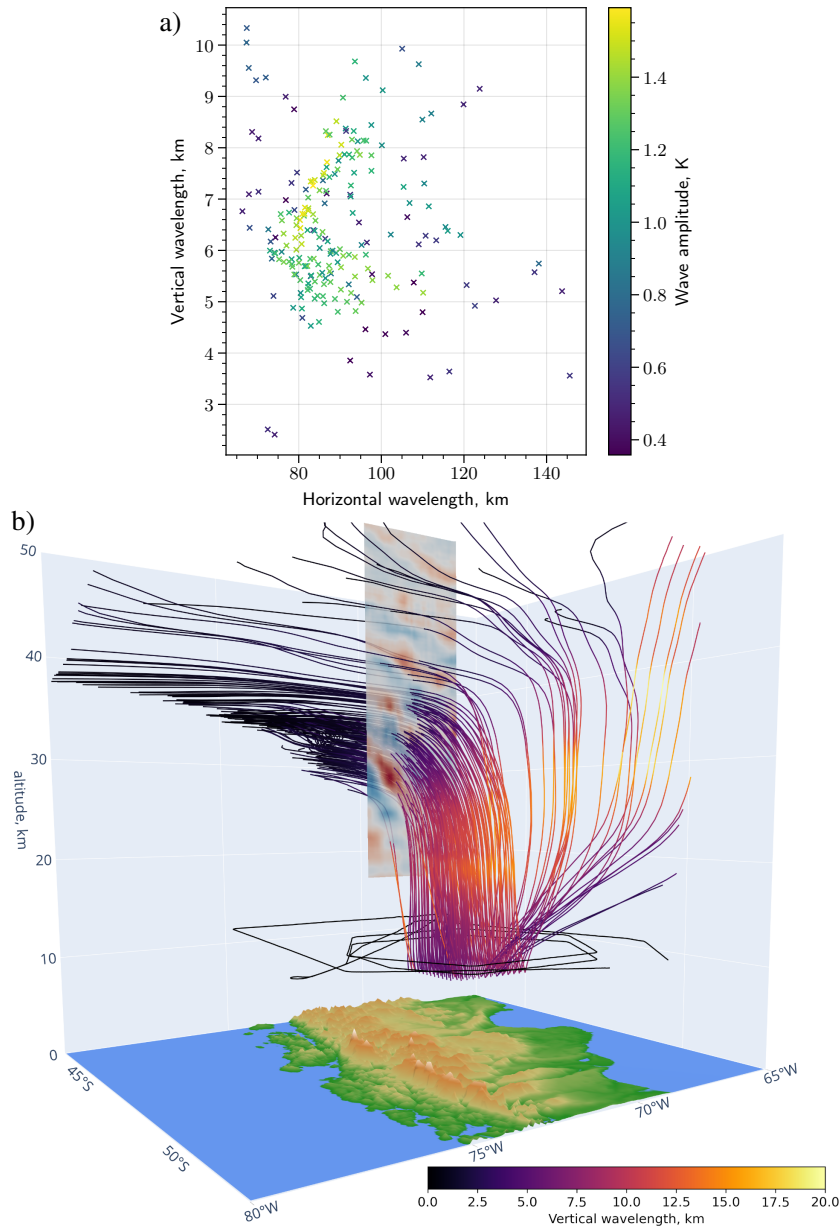 a)
10
9
8
7
6
5
4
3
Vertical wavelength, km
80
100
120
140
Horizontal wavelength, km
1.4
1.2
1.0
0.8
0.6
0.4
Wave amplitude, K
b)
50
40
30
20
10
0
altitude, km
45°S
50°S
80°W
75°W
70°W
65°W
0.0 2.5 5.0 7.5 10.0 12.5 15.0 17.5 20.0
Vertical wavelength, km